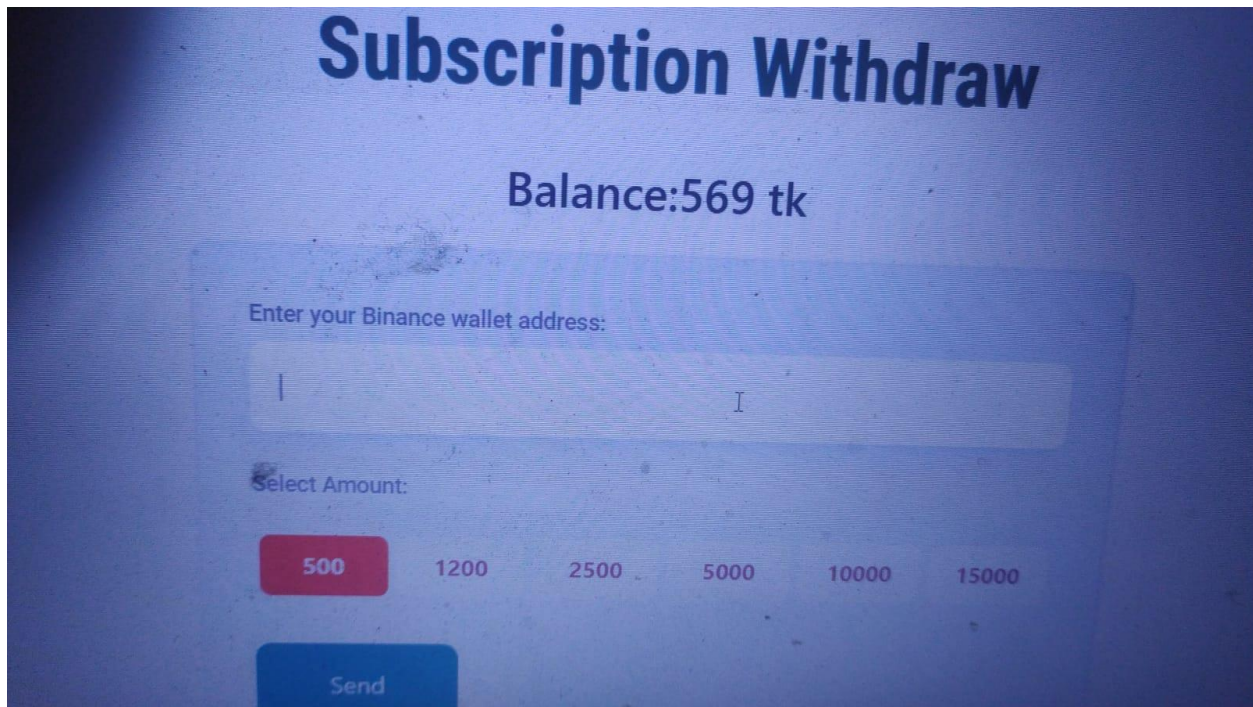 Subscription Withdraw
Balance:569 tk
Enter your Binance wallet address:
Select Amount:
500 1200 2500 5000 10000 15000
Send